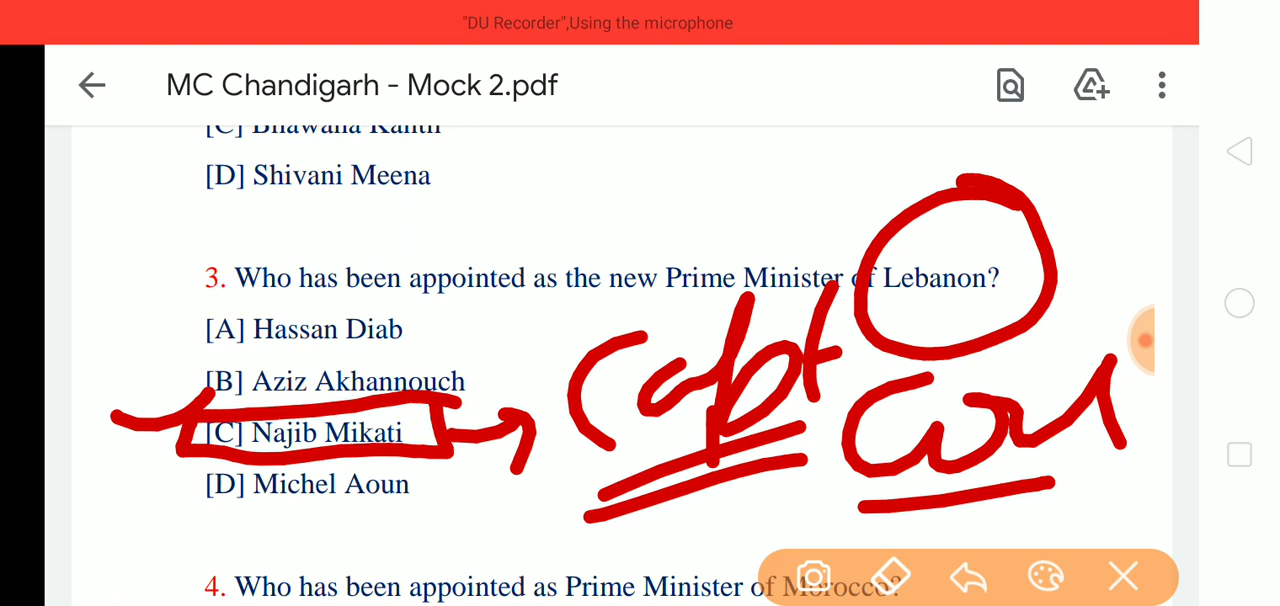 "DU Recorder",Using the microphone
MC Chandigarh - Mock 2.pdf
[C] Bhawana Kanth
[D] Shivani Meena
3. Who has been appointed as the new Prime Minister of Lebanon?
[A] Hassan Diab
[B] Aziz Akhannouch
[C] Najib Mikati
[D] Michel Aoun
4. Who has been appointed as Prime Minister of Morocco?